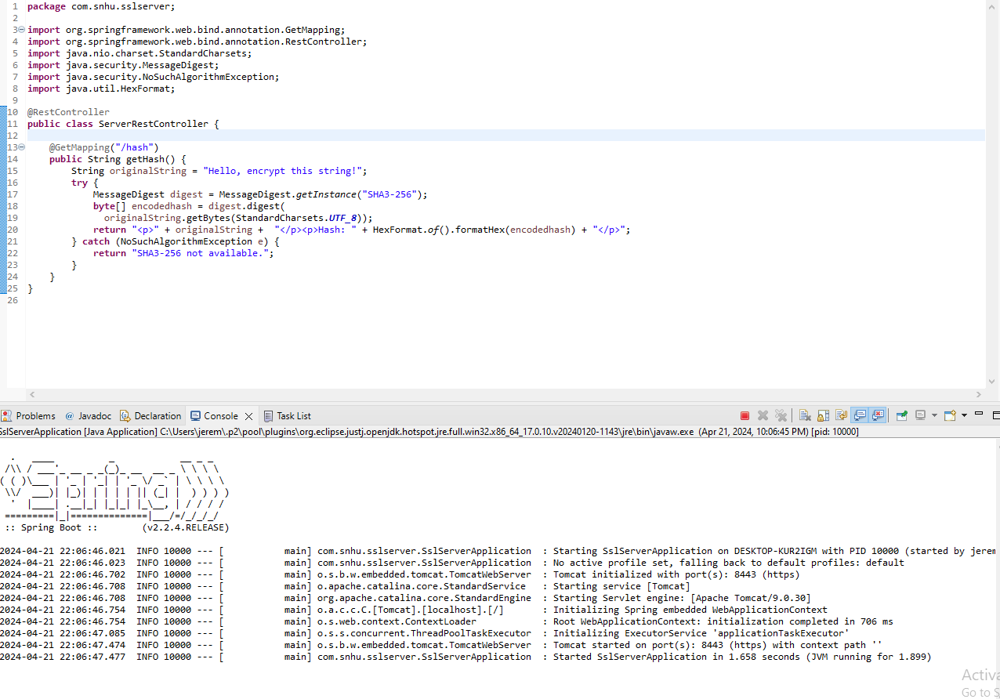 1 package com.snhu.sslserver;
2
3 import org.springframework.web.bind.annotation.GetMapping;
4 import org.springframework.web.bind.annotation.RestController;
5 import java.nio.charset.StandardCharsets;
6 import java.security.MessageDigest;
7 import java.security.NoSuchAlgorithmException;
8 import java.util.HexFormat;
9
10 @RestController
11 public class ServerRestController {
12
13     @GetMapping("/hash")
14     public String getHash() {
15         String originalString = "Hello, encrypt this string!";
16         try {
17             MessageDigest digest = MessageDigest.getInstance("SHA3-256");
18             byte[] encodedhash = digest.digest(
19               originalString.getBytes(StandardCharsets.UTF_8));
20             return "<p>" + originalString +  "</p><p>Hash: " + HexFormat.of().formatHex(encodedhash) + "</p>";
21         } catch (NoSuchAlgorithmException e) {
22             return "SHA3-256 not available.";
23         }
24     }
25 }
26
Problems @ Javadoc Declaration Console Task List
SslServerApplication [Java Application] C:\Users\jerem\.p2\pool\plugins\org.eclipse.justj.openjdk.hotspot.jre.full.win32.x86_64_17.0.10.v20240120-1143\jre\bin\javaw.exe (Apr 21, 2024, 10:06:45 PM) [pid: 10000]
  .   ____          _            __ _ _
 /\\ / ___'_ __ _ _(_)_ __  __ _ \ \ \ \
( ( )\___ | '_ | '_| | '_ \/ _` | \ \ \ \
 \\/  ___)| |_)| | | | | || (_| |  ) ) ) )
  '  |____| .__|_| |_|_| |_\__, | / / / /
 =========|_|==============|___/=/_/_/_/
 :: Spring Boot ::        (v2.2.4.RELEASE)
2024-04-21 22:06:46.021  INFO 10000 --- [           main] com.snhu.sslserver.SslServerApplication  : Starting SslServerApplication on DESKTOP-KUR2IGM with PID 10000 (started by jerem
2024-04-21 22:06:46.023  INFO 10000 --- [           main] com.snhu.sslserver.SslServerApplication  : No active profile set, falling back to default profiles: default
2024-04-21 22:06:46.702  INFO 10000 --- [           main] o.s.b.w.embedded.tomcat.TomcatWebServer  : Tomcat initialized with port(s): 8443 (https)
2024-04-21 22:06:46.708  INFO 10000 --- [           main] o.apache.catalina.core.StandardService   : Starting service [Tomcat]
2024-04-21 22:06:46.708  INFO 10000 --- [           main] org.apache.catalina.core.StandardEngine  : Starting Servlet engine: [Apache Tomcat/9.0.30]
2024-04-21 22:06:46.754  INFO 10000 --- [           main] o.a.c.c.C.[Tomcat].[localhost].[/]       : Initializing Spring embedded WebApplicationContext
2024-04-21 22:06:46.754  INFO 10000 --- [           main] o.s.web.context.ContextLoader            : Root WebApplicationContext: initialization completed in 706 ms
2024-04-21 22:06:47.085  INFO 10000 --- [           main] o.s.s.concurrent.ThreadPoolTaskExecutor  : Initializing ExecutorService 'applicationTaskExecutor'
2024-04-21 22:06:47.474  INFO 10000 --- [           main] o.s.b.w.embedded.tomcat.TomcatWebServer  : Tomcat started on port(s): 8443 (https) with context path ''
2024-04-21 22:06:47.477  INFO 10000 --- [           main] com.snhu.sslserver.SslServerApplication  : Started SslServerApplication in 1.658 seconds (JVM running for 1.899)
Activa
Go to S